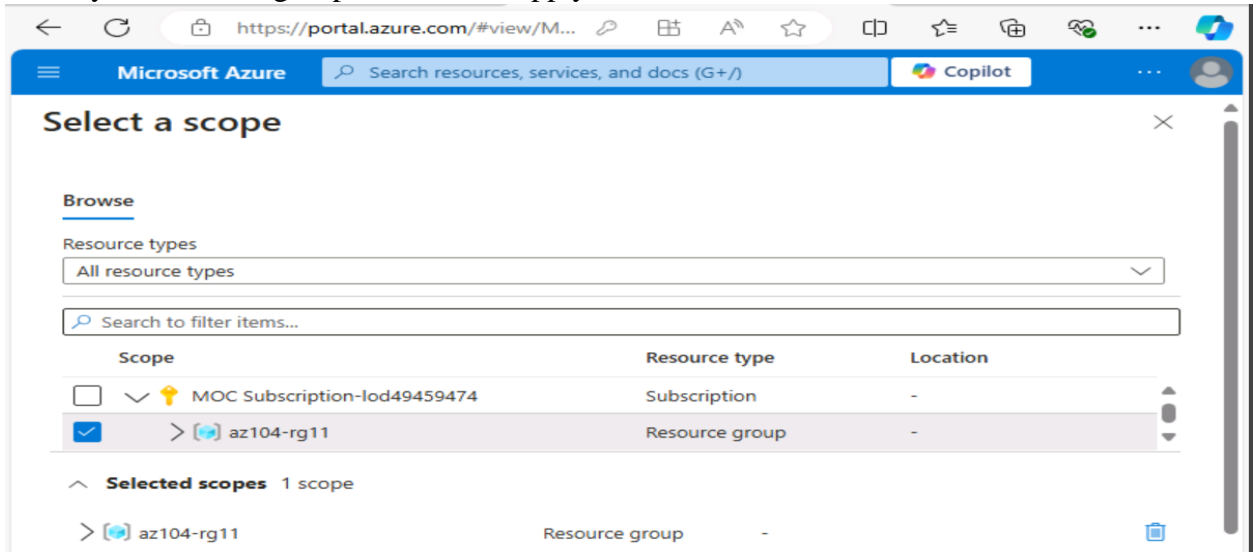 https://portal.azure.com/#view/M...
Microsoft Azure Search resources, services, and docs (G+/) Copilot
Select a scope
Browse
Resource types
All resource types
Search to filter items...
Scope Resource type Location
MOC Subscription-lod49459474 Subscription -
az104-rg11 Resource group -
Selected scopes 1 scope
az104-rg11 Resource group -